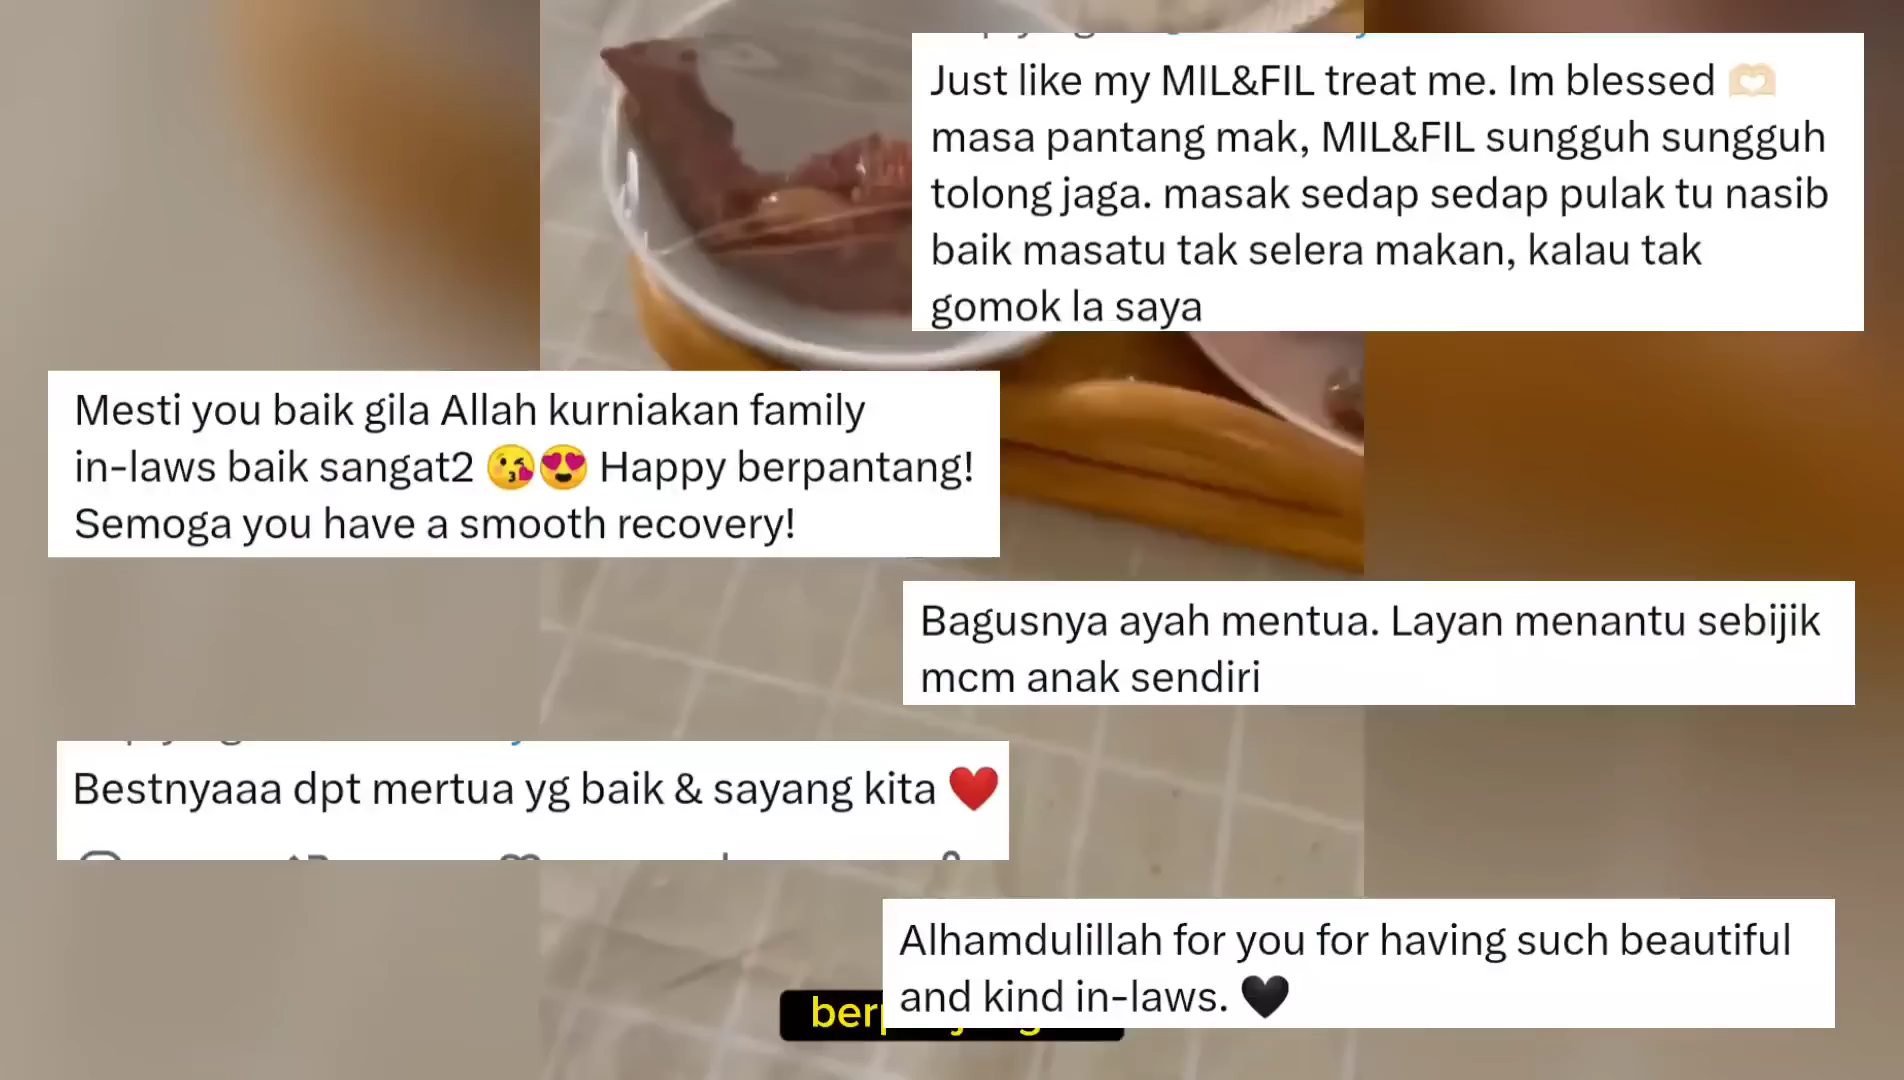 Just like my MIL&FIL treat me. Im blessed 🫶🏻
masa pantang mak, MIL&FIL sungguh sungguh
tolong jaga. masak sedap sedap pulak tu nasib
baik masatu tak selera makan, kalau tak
gomok la saya
Mesti you baik gila Allah kurniakan family
in-laws baik sangat2 😘😍 Happy berpantang!
Semoga you have a smooth recovery!
Bagusnya ayah mentua. Layan menantu sebijik
mcm anak sendiri
Bestnyaaa dpt mertua yg baik & sayang kita ❤️
Alhamdulillah for you for having such beautiful
and kind in-laws. 🖤